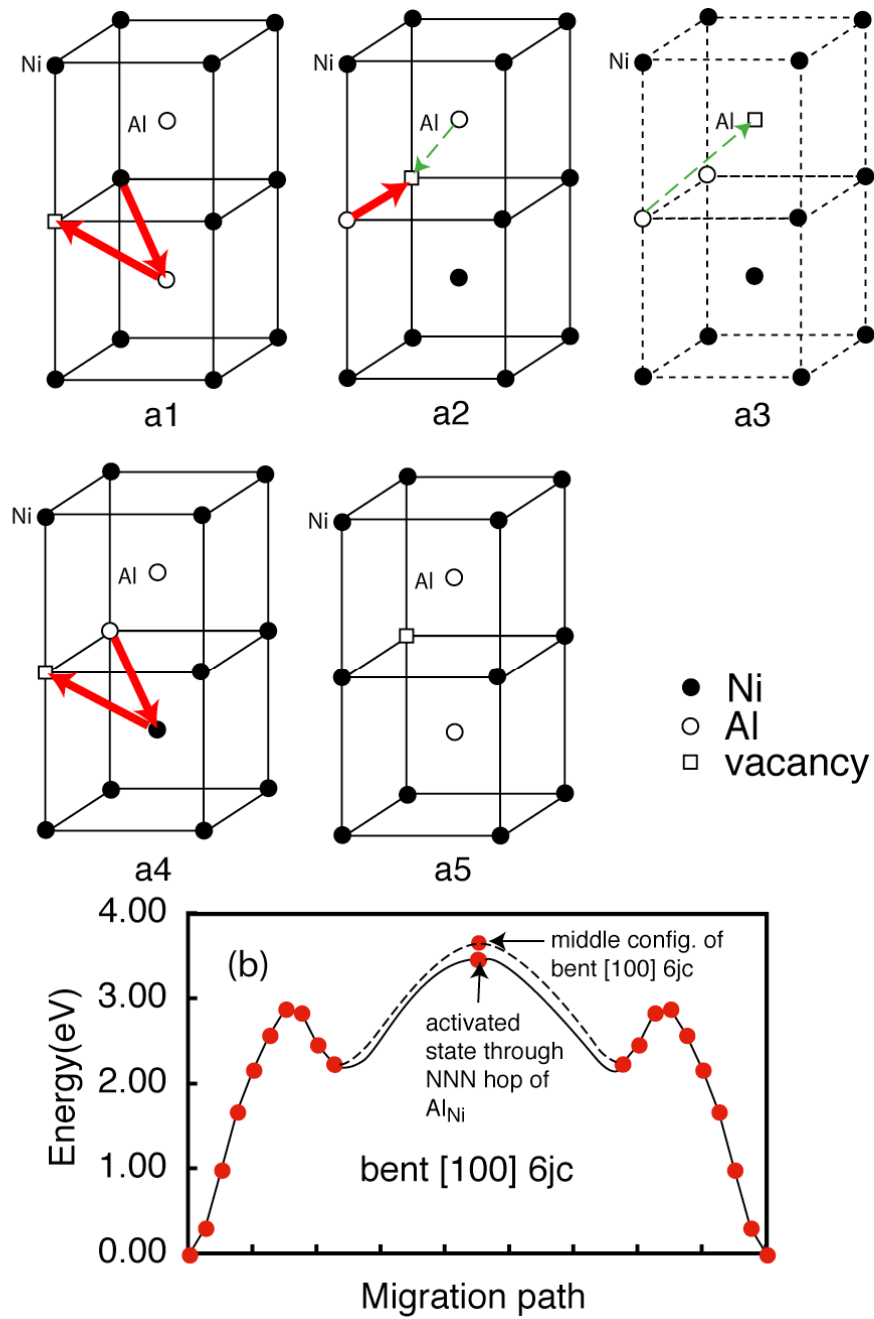 Ni
Al
a1
Ni
Al
a2
Ni
Al
a3
Ni
Al
a4
Ni
Al
a5
Ni
Al
vacancy
(b)
4.00
3.00
2.00
1.00
0.00
Energy(eV)
middle config. of
bent [100] 6jc
activated
state through
NNN hop of
AlNi
bent [100] 6jc
Migration path